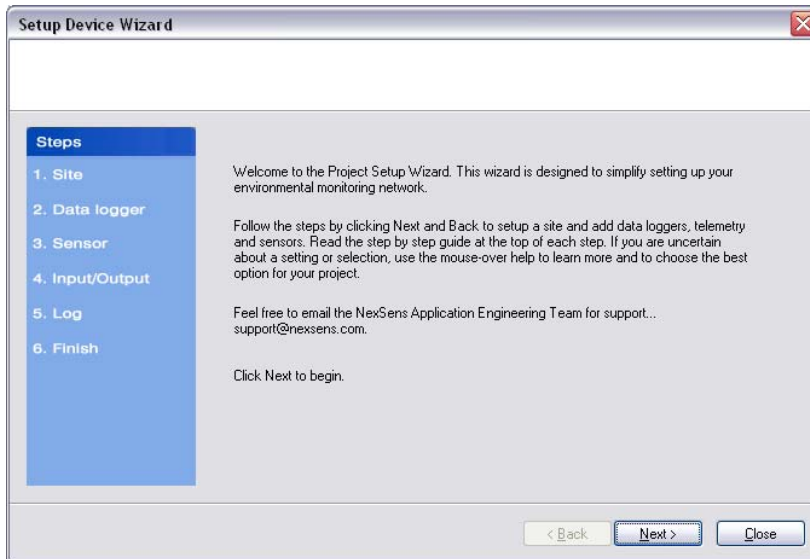 Setup Device Wizard
Steps
1. Site
2. Data logger
3. Sensor
4. Input/Output
5. Log
6. Finish
Welcome to the Project Setup Wizard. This wizard is designed to simplify setting up your
environmental monitoring network.
Follow the steps by clicking Next and Back to setup a site and add data loggers, telemetry
and sensors. Read the step by step guide at the top of each step. If you are uncertain
about a setting or selection, use the mouse-over help to learn more and to choose the best
option for your project.
Feel free to email the NexSens Application Engineering Team for support...
support@nexsens.com.
Click Next to begin.
< Back Next > Close